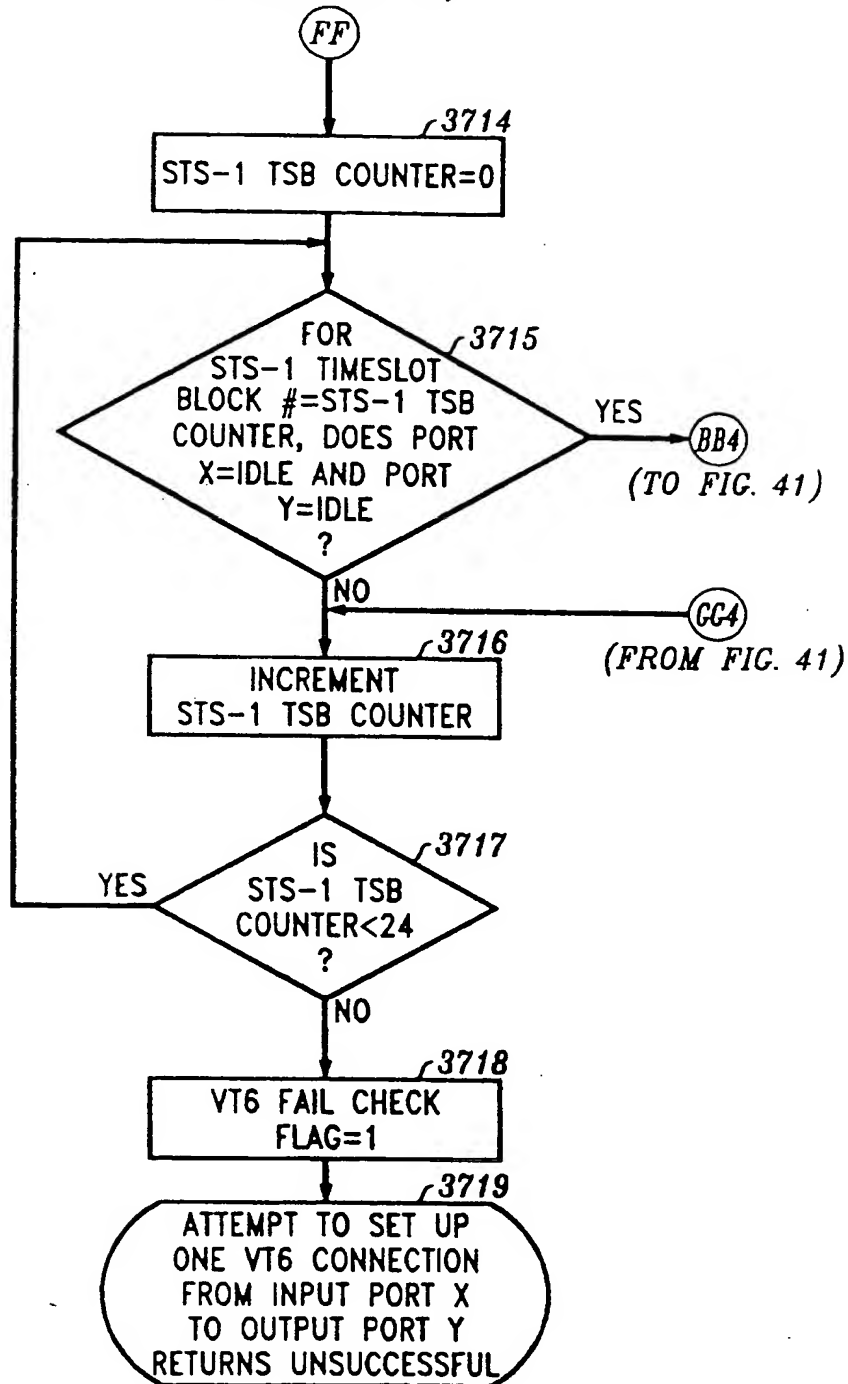 FF
3714
STS-1 TSB COUNTER=0
3715
FOR
STS-1 TIMESLOT
BLOCK #=STS-1 TSB
COUNTER, DOES PORT
X=IDLE AND PORT
Y=IDLE
?
YES
BB4
(TO FIG. 41)
NO
GG4
(FROM FIG. 41)
3716
INCREMENT
STS-1 TSB COUNTER
3717
IS
STS-1 TSB
COUNTER<24
?
YES
NO
3718
VT6 FAIL CHECK
FLAG=1
3719
ATTEMPT TO SET UP
ONE VT6 CONNECTION
FROM INPUT PORT X
TO OUTPUT PORT Y
RETURNS UNSUCCESSFUL